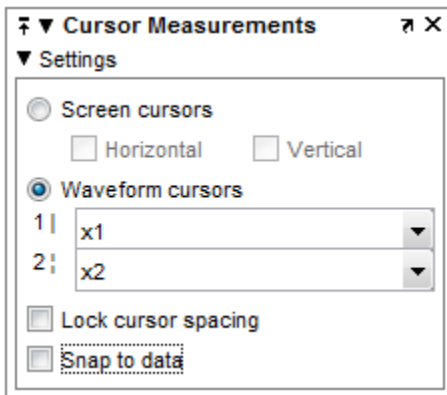 Cursor Measurements
Settings
Screen cursors
Horizontal Vertical
Waveform cursors
1 x1
2 x2
Lock cursor spacing
Snap to data